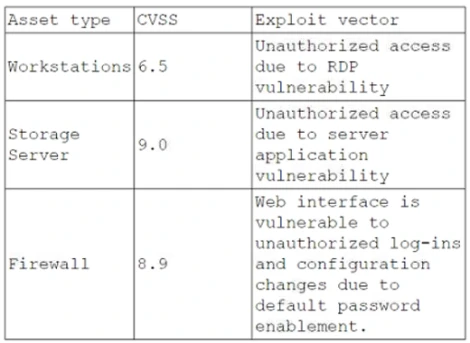 Asset type CVSS Exploit vector
Workstations 6.5 Unauthorized access
due to RDP
vulnerability
Storage
Server 9.0 Unauthorized access
due to server
application
vulnerability
Firewall 8.9 Web interface is
vulnerable to
unauthorized log-ins
and configuration
changes due to
default password
enablement.